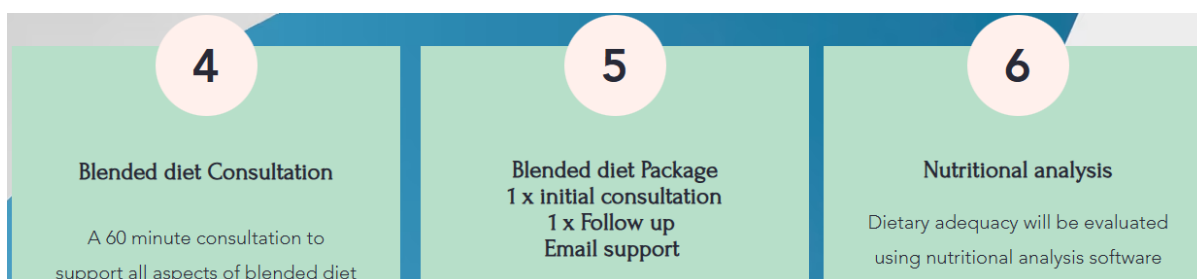 4
Blended diet Consultation
A 60 minute consultation to
support all aspects of blended diet
5
Blended diet Package
1 x initial consultation
1 x Follow up
Email support
6
Nutritional analysis
Dietary adequacy will be evaluated
using nutritional analysis software